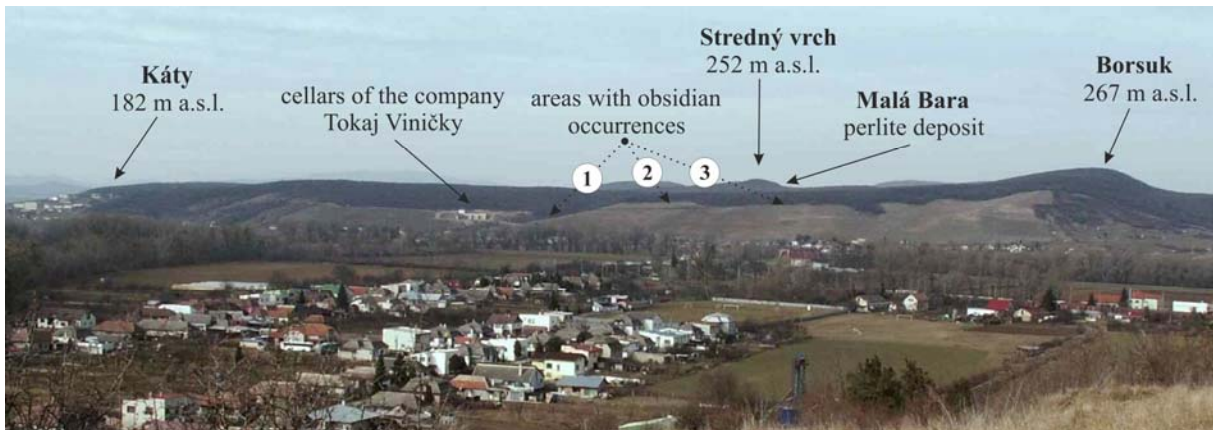 Káty
182 m a.s.l.
cellars of the company
Tokaj Viničky
areas with obsidian
occurrences
Stredný vrch
252 m a.s.l.
Malá Bara
perlite deposit
Borsuk
267 m a.s.l.
1
2
3